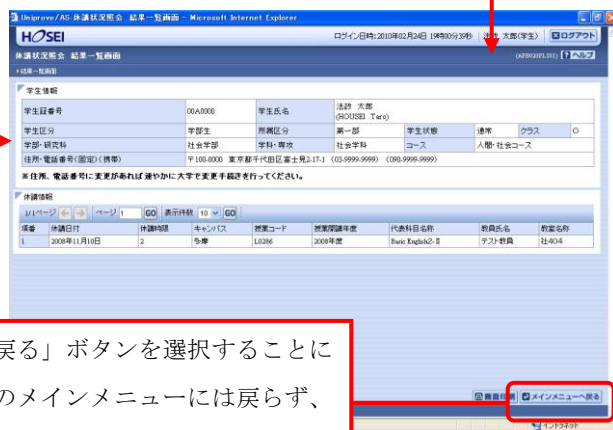 Uniprove/AS 休講状況照会 結果一覧画面 - Microsoft Internet Explorer
HOSEI
ログイン日時:2010年02月24日 19時00分39秒
太郎(学生)
ログアウト
休講状況照会 結果一覧画面
ヘルプ
結果一覧画面
学生情報
学生証番号 00A0000 学生氏名 法政 太郎 (HOUSEI Taro)
学生区分 学部生 所属区分 第一部 学生状態 通常 クラス O
学部・研究科 社会学部 学科・専攻 社会学科 コース 人間・社会コース
住所・電話番号(固定)(携帯) 〒100-0000 東京都千代田区富士見2-17-1 (03-9999-9999) (090-9999-9999)
※住所、電話番号に変更があれば速やかに大学で変更手続きを行ってください。
休講情報
1/1ページ ページ 1 GO 表示件数 10 GO
項番 休講日付 休講時限 キャンパス 授業コード 授業開講年度 代表科目名称 教員氏名 教室名称
1 2008年11月10日 2 多摩 L0286 2008年度 Basic English2-Ⅱ テスト教員 社404
戻る」ボタンを選択することに
のメインメニューには戻らず、
画面印刷 メインメニューへ戻る
イントラネット